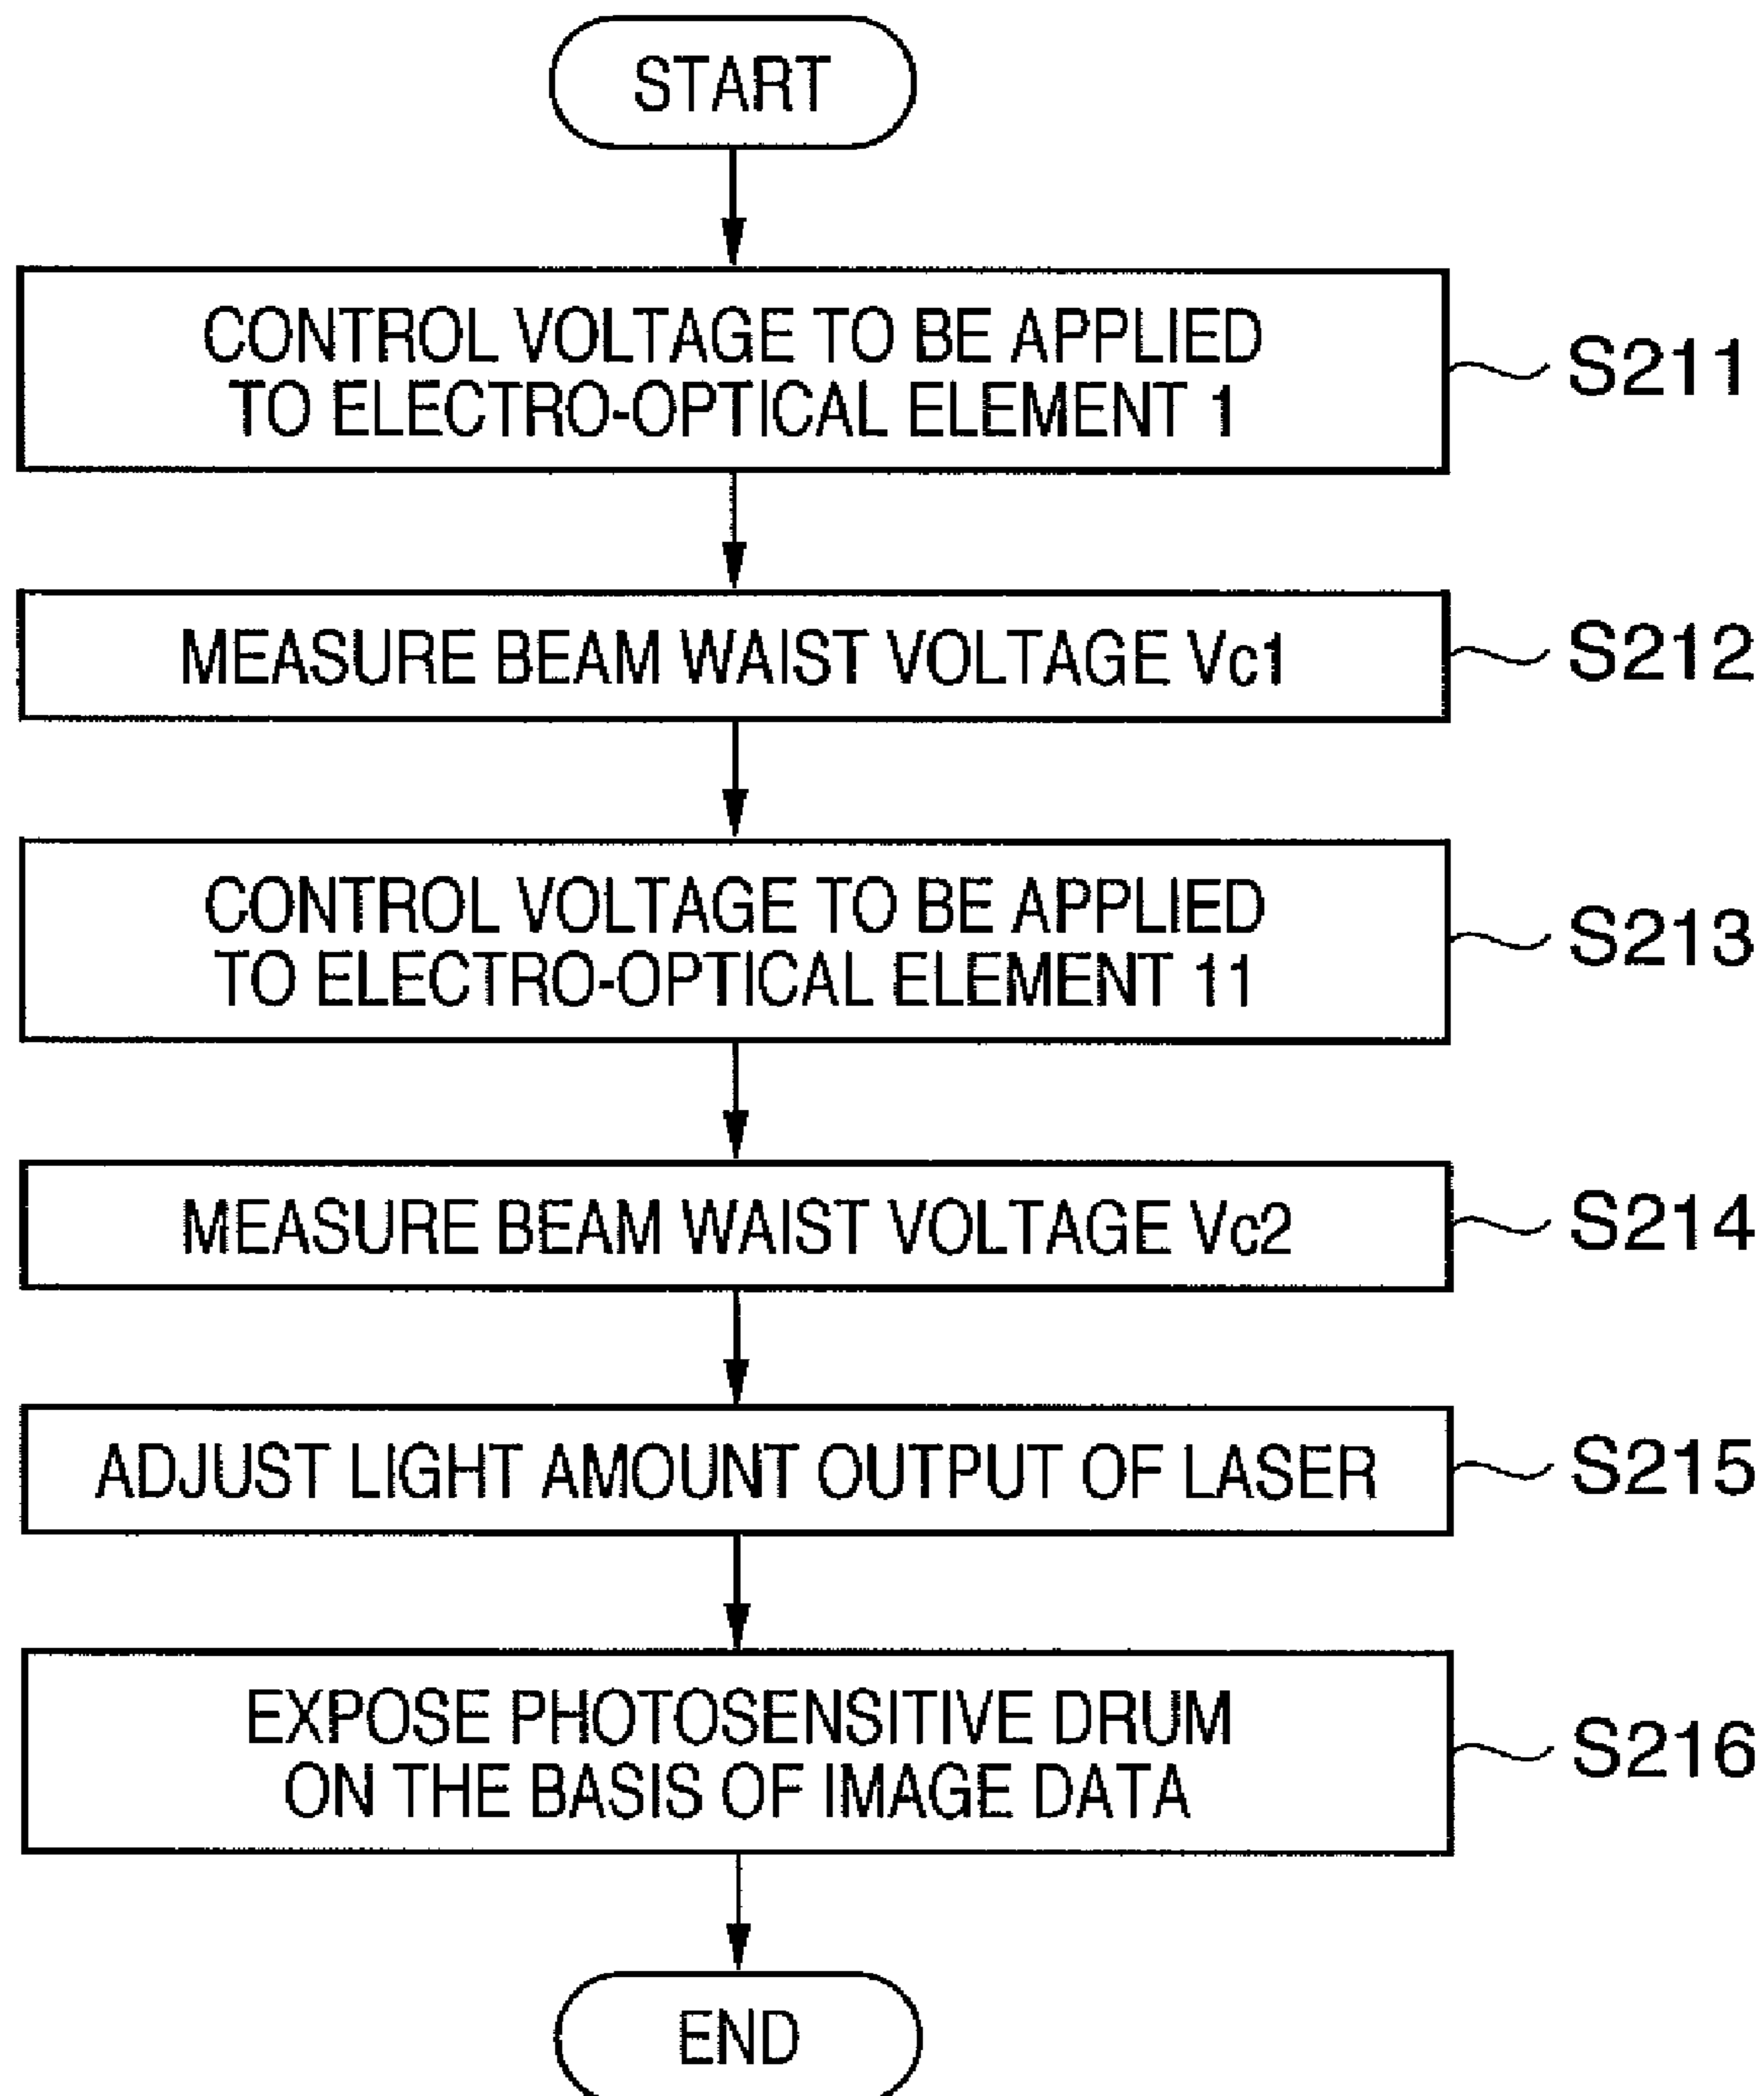 START
CONTROL VOLTAGE TO BE APPLIED
TO ELECTRO-OPTICAL ELEMENT 1
S211
MEASURE BEAM WAIST VOLTAGE Vc1
S212
CONTROL VOLTAGE TO BE APPLIED
TO ELECTRO-OPTICAL ELEMENT 11
S213
MEASURE BEAM WAIST VOLTAGE Vc2
S214
ADJUST LIGHT AMOUNT OUTPUT OF LASER
S215
EXPOSE PHOTOSENSITIVE DRUM
ON THE BASIS OF IMAGE DATA
S216
END